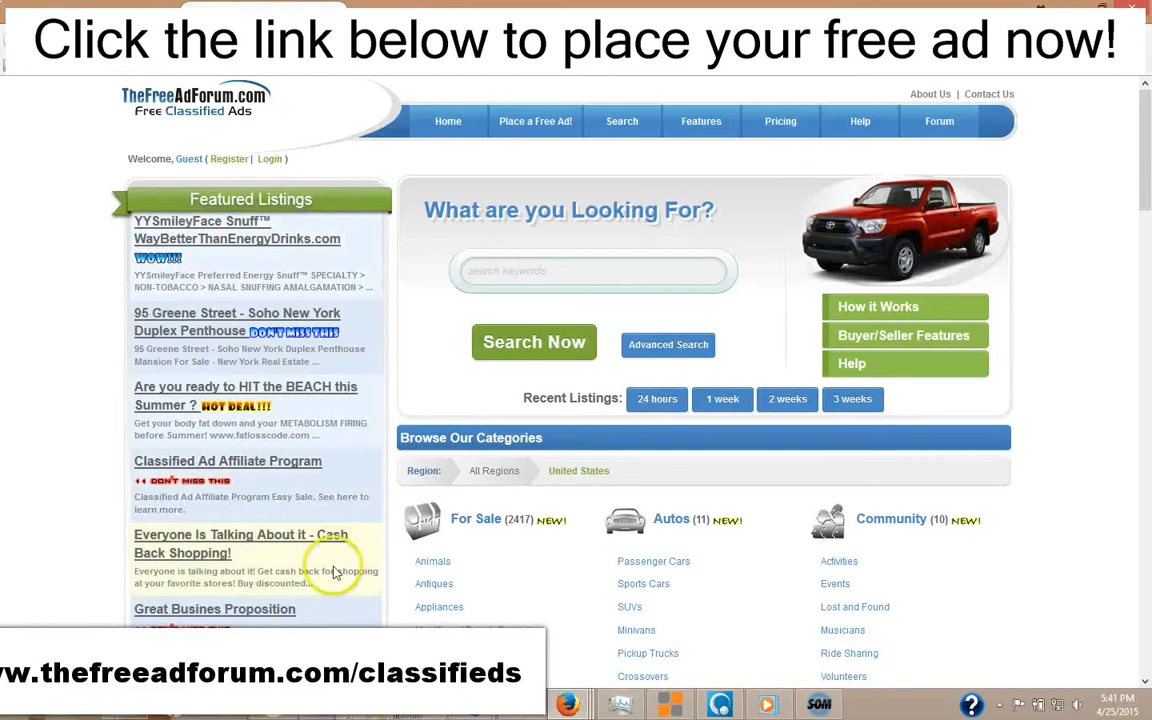 Click the link below to place your free ad now!
TheFreeAdForum.com
Free Classified Ads
About Us | Contact Us
Home
Place a Free Ad!
Search
Features
Pricing
Help
Forum
Welcome, Guest ( Register | Login )
Featured Listings
YYSmileyFace Snuff™
WayBetterThanEnergyDrinks.com
WOW!!!
YYSmileyFace Preferred Energy Snuff™ SPECIALTY >
NON-TOBACCO > NASAL SNUFFING AMALGAMATION > ...
95 Greene Street - Soho New York
Duplex Penthouse DON'T MISS THIS
95 Greene Street - Soho New York Duplex Penthouse
Mansion For Sale - New York Real Estate ...
Are you ready to HIT the BEACH this
Summer ? HOT DEAL!!!
Get your body fat down and your METABOLISM FIRING
before Summer! www.fatlosscode.com ...
Classified Ad Affiliate Program
DON'T MISS THIS
Classified Ad Affiliate Program Easy Sale. See here to
learn more.
Everyone Is Talking About it - Cash
Back Shopping!
Everyone is talking about it! Get cash back for shopping
at your favorite stores! Buy discounted...
Great Busines Proposition
What are you Looking For?
search keywords
Search Now
Advanced Search
How it Works
Buyer/Seller Features
Help
Recent Listings: 24 hours 1 week 2 weeks 3 weeks
Browse Our Categories
Region: All Regions United States
For Sale (2417) NEW!
Animals
Antiques
Appliances
Autos (11) NEW!
Passenger Cars
Sports Cars
SUVs
Minivans
Pickup Trucks
Crossovers
Community (10) NEW!
Activities
Events
Lost and Found
Musicians
Ride Sharing
Volunteers
w.thefreeadforum.com/classifieds
SOM
5:41 PM
4/25/2015